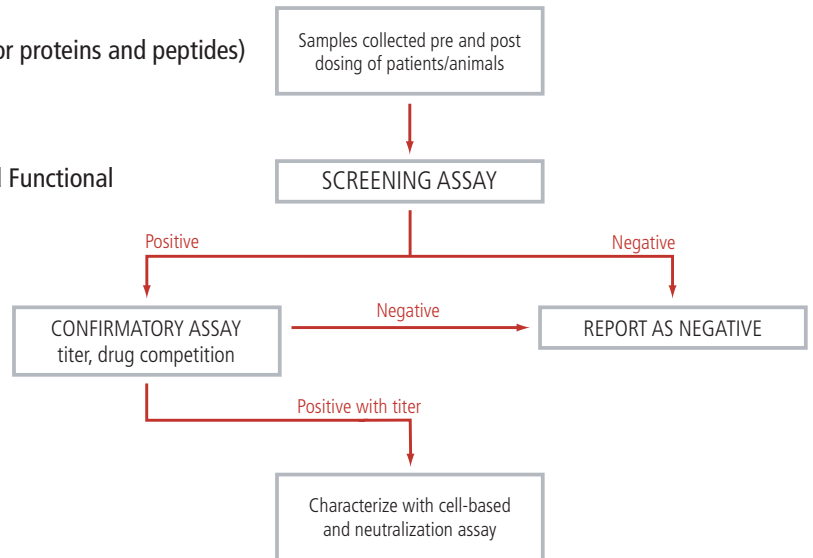 or proteins and peptides)
Samples collected pre and post
dosing of patients/animals
Functional
SCREENING ASSAY
Positive
Negative
CONFIRMATORY ASSAY
titer, drug competition
Negative
REPORT AS NEGATIVE
Positive with titer
Characterize with cell-based
and neutralization assay